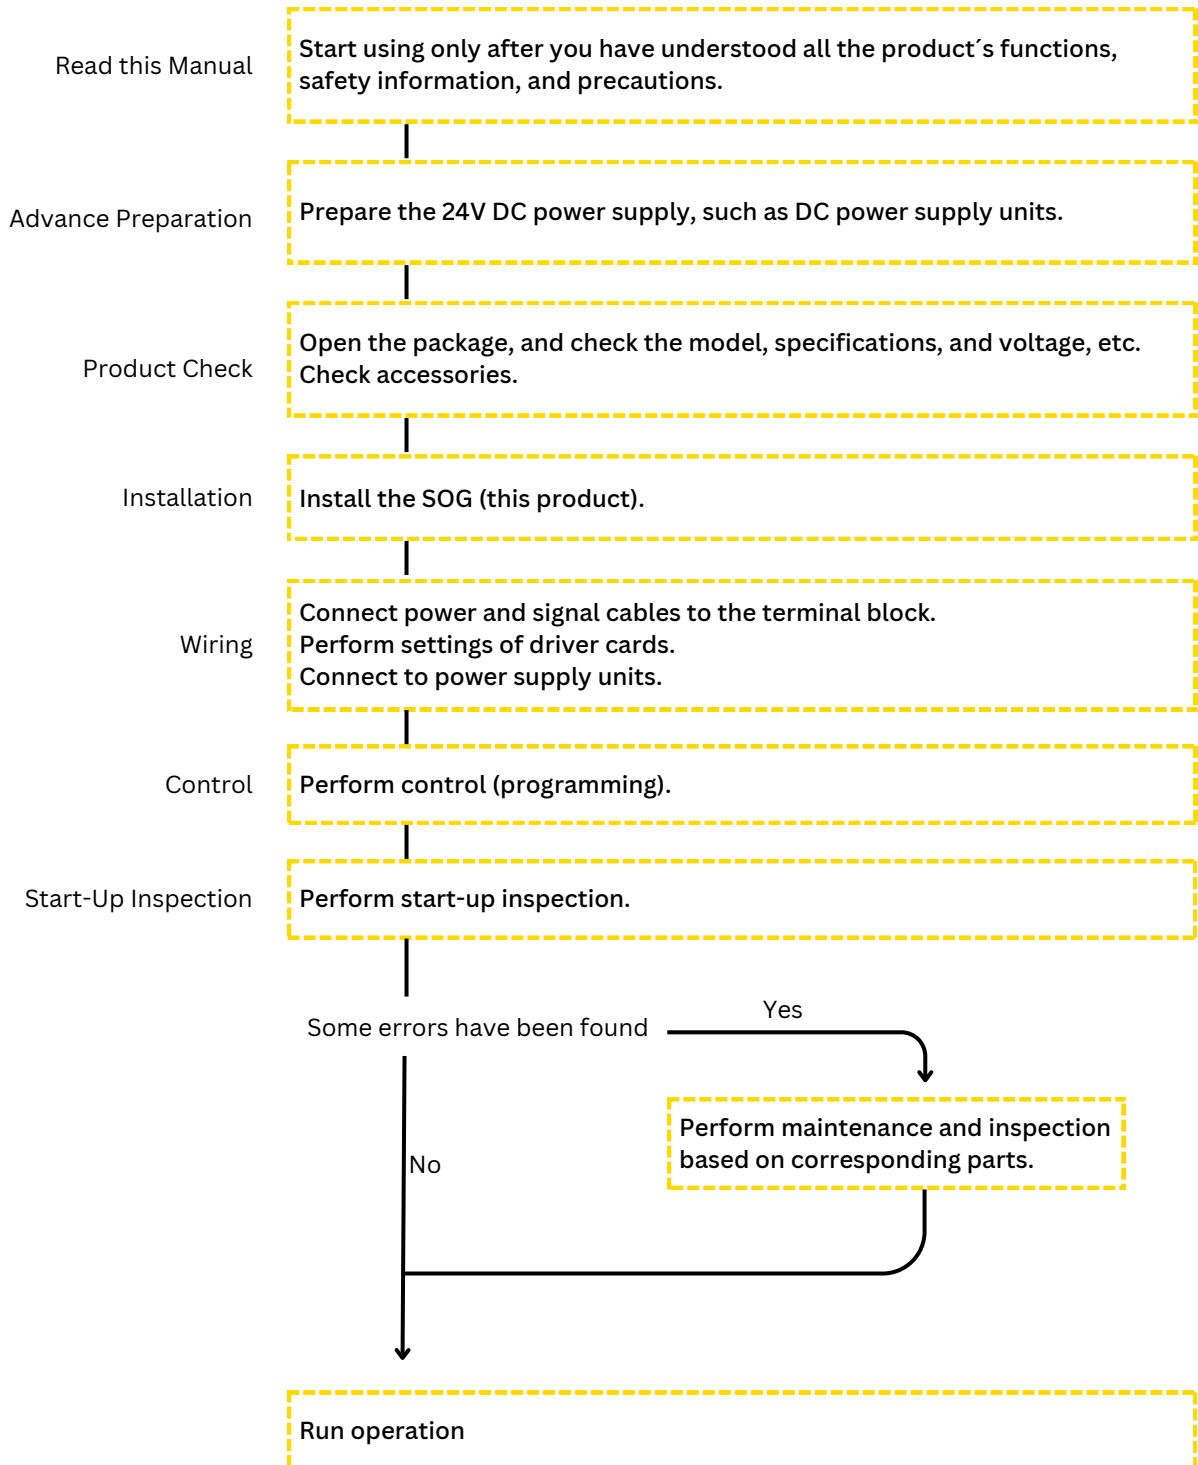 Read this Manual
Start using only after you have understood all the product´s functions,
safety information, and precautions.
Advance Preparation
Prepare the 24V DC power supply, such as DC power supply units.
Product Check
Open the package, and check the model, specifications, and voltage, etc.
Check accessories.
Installation
Install the SOG (this product).
Wiring
Connect power and signal cables to the terminal block.
Perform settings of driver cards.
Connect to power supply units.
Control
Perform control (programming).
Start-Up Inspection
Perform start-up inspection.
Some errors have been found
Yes
Perform maintenance and inspection
based on corresponding parts.
No
Run operation